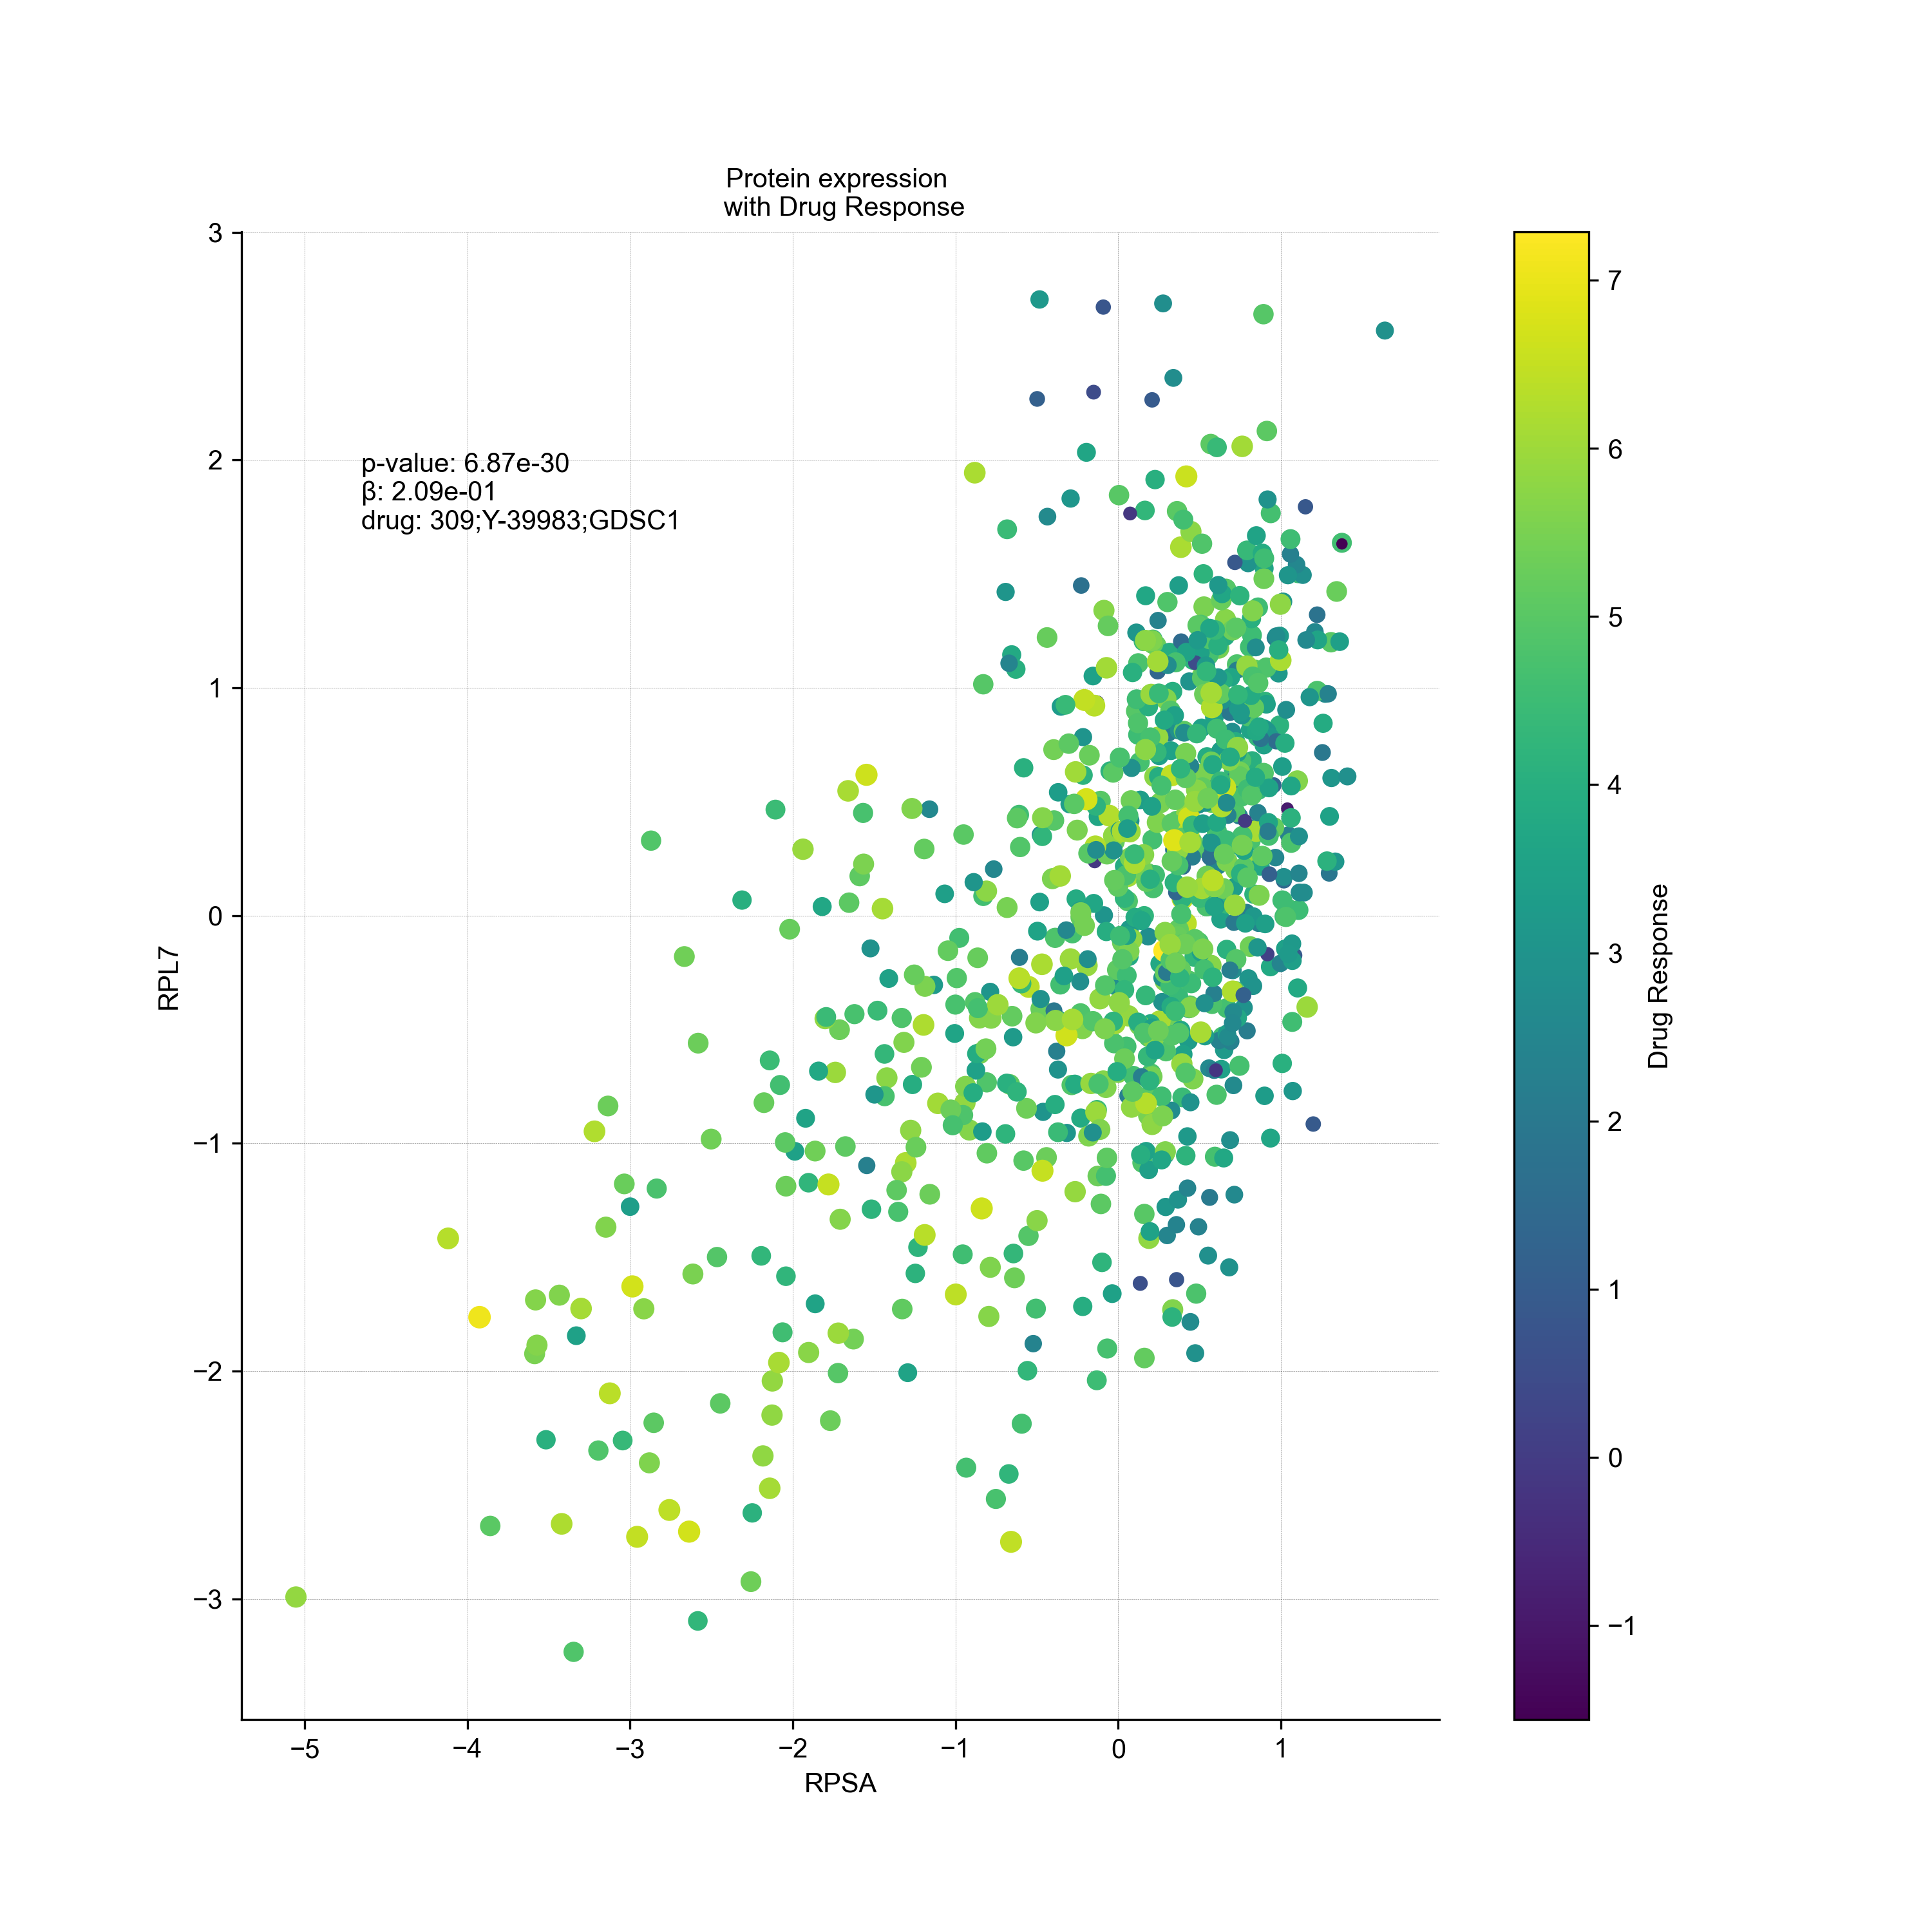 Protein expression
with Drug Response
3
2
1
0
−1
−2
−3
RPL7
p-value: 6.87e-30
β: 2.09e-01
drug: 309;Y-39983;GDSC1
−5
−4
−3
−2
−1
0
1
RPSA
7
6
5
4
3
2
1
0
−1
Drug Response